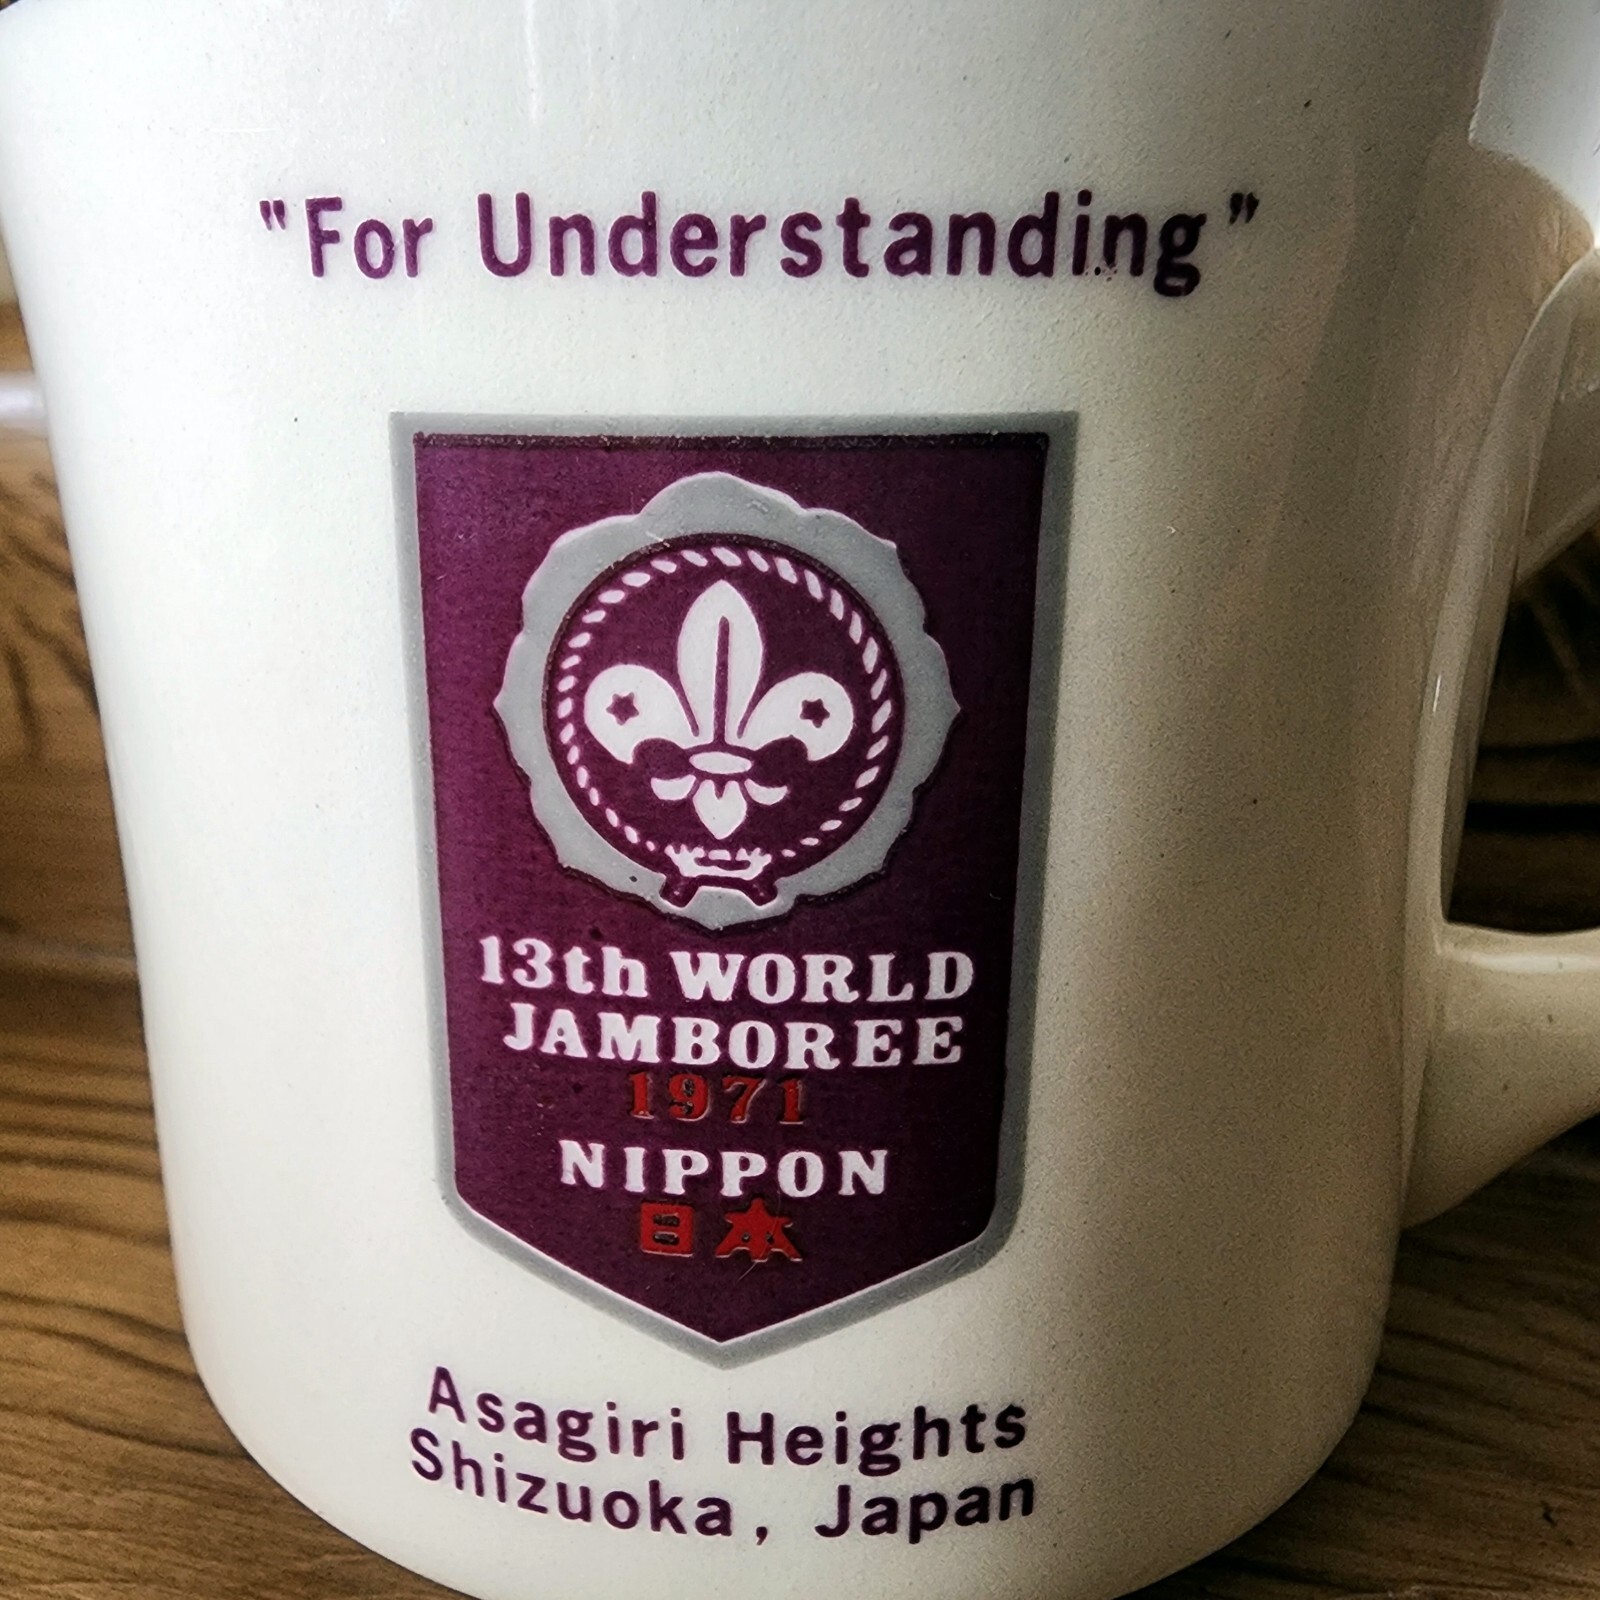 "For Understanding"
13th WORLD
JAMBOREE
1971
NIPPON
日本
Asagiri Heights
Shizuoka, Japan